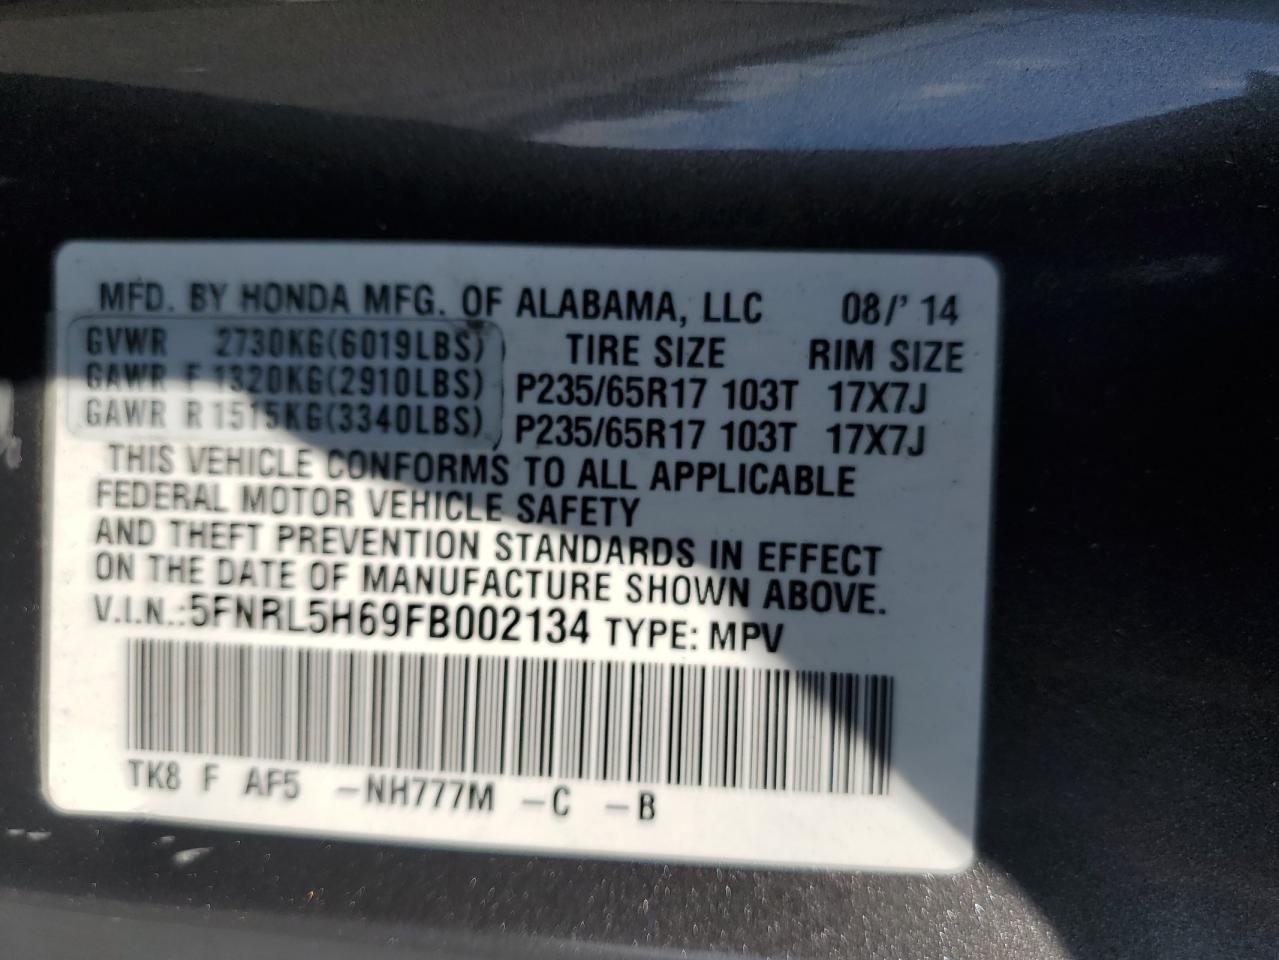 MFD. BY HONDA MFG. OF ALABAMA, LLC 08/'14
GVWR 2730KG(6019LBS) TIRE SIZE RIM SIZE
GAWR F 1320KG(2910LBS) P235/65R17 103T 17X7J
GAWR R 1515KG(3340LBS) P235/65R17 103T 17X7J
THIS VEHICLE CONFORMS TO ALL APPLICABLE
FEDERAL MOTOR VEHICLE SAFETY
AND THEFT PREVENTION STANDARDS IN EFFECT
ON THE DATE OF MANUFACTURE SHOWN ABOVE.
V.I.N.:5FNRL5H69FB002134 TYPE: MPV
TK8 F AF5 -NH777M -C -B